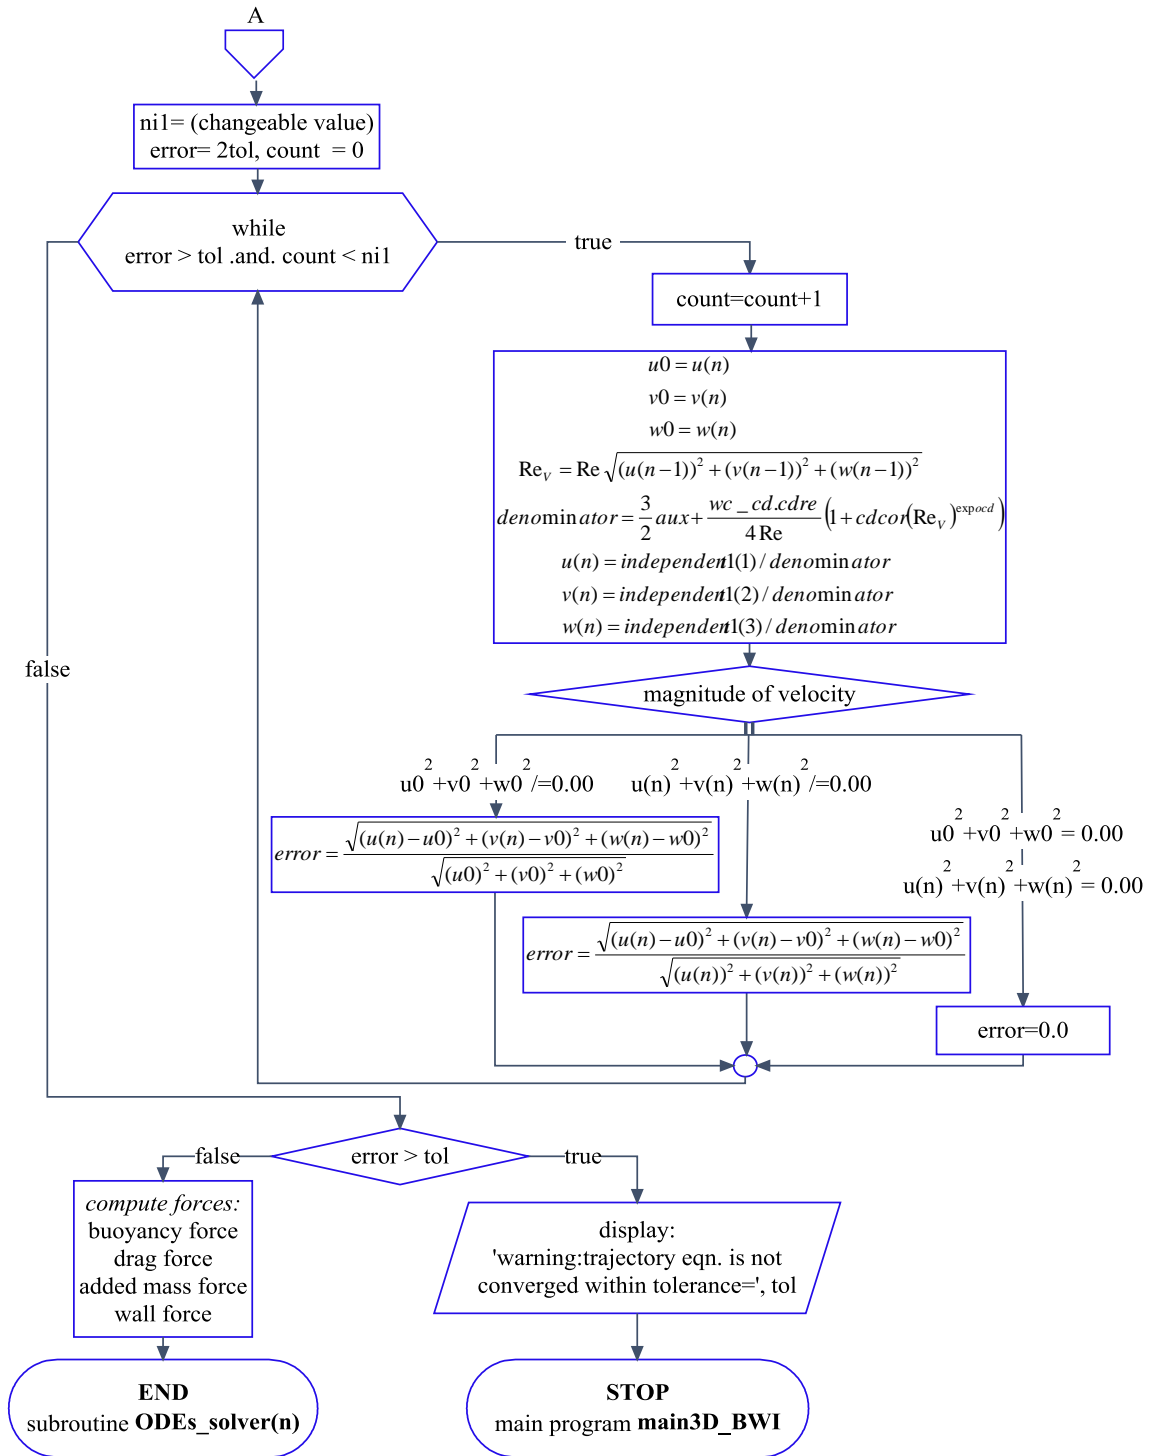 A
ni1= (changeable value)
error= 2tol, count = 0
while
error > tol .and. count < ni1
true
count=count+1
u0 = u(n)
v0 = v(n)
w0 = w(n)
Re_V = Re √((u(n−1))² + (v(n−1))² + (w(n−1))²)
denominator = 3/2 aux + wc_cd.cdre/4Re (1 + cdcor(Re_V)^expocd)
u(n) = independent1(1) / denominator
v(n) = independent1(2) / denominator
w(n) = independent1(3) / denominator
false
magnitude of velocity
u0²+v0²+w0²/=0.00
u(n)²+v(n)²+w(n)²/=0.00
u0²+v0²+w0²= 0.00
u(n)²+v(n)²+w(n)²= 0.00
error = √((u(n)−u0)² + (v(n)−v0)² + (w(n)−w0)²) / √((u0)² + (v0)² + (w0)²)
error = √((u(n)−u0)² + (v(n)−v0)² + (w(n)−w0)²) / √((u(n))² + (v(n))² + (w(n))²)
error=0.0
error > tol
false
true
compute forces:
buoyancy force
drag force
added mass force
wall force
display:
'warning:trajectory eqn. is not
converged within tolerance=', tol
END
subroutine ODEs_solver(n)
STOP
main program main3D_BWI